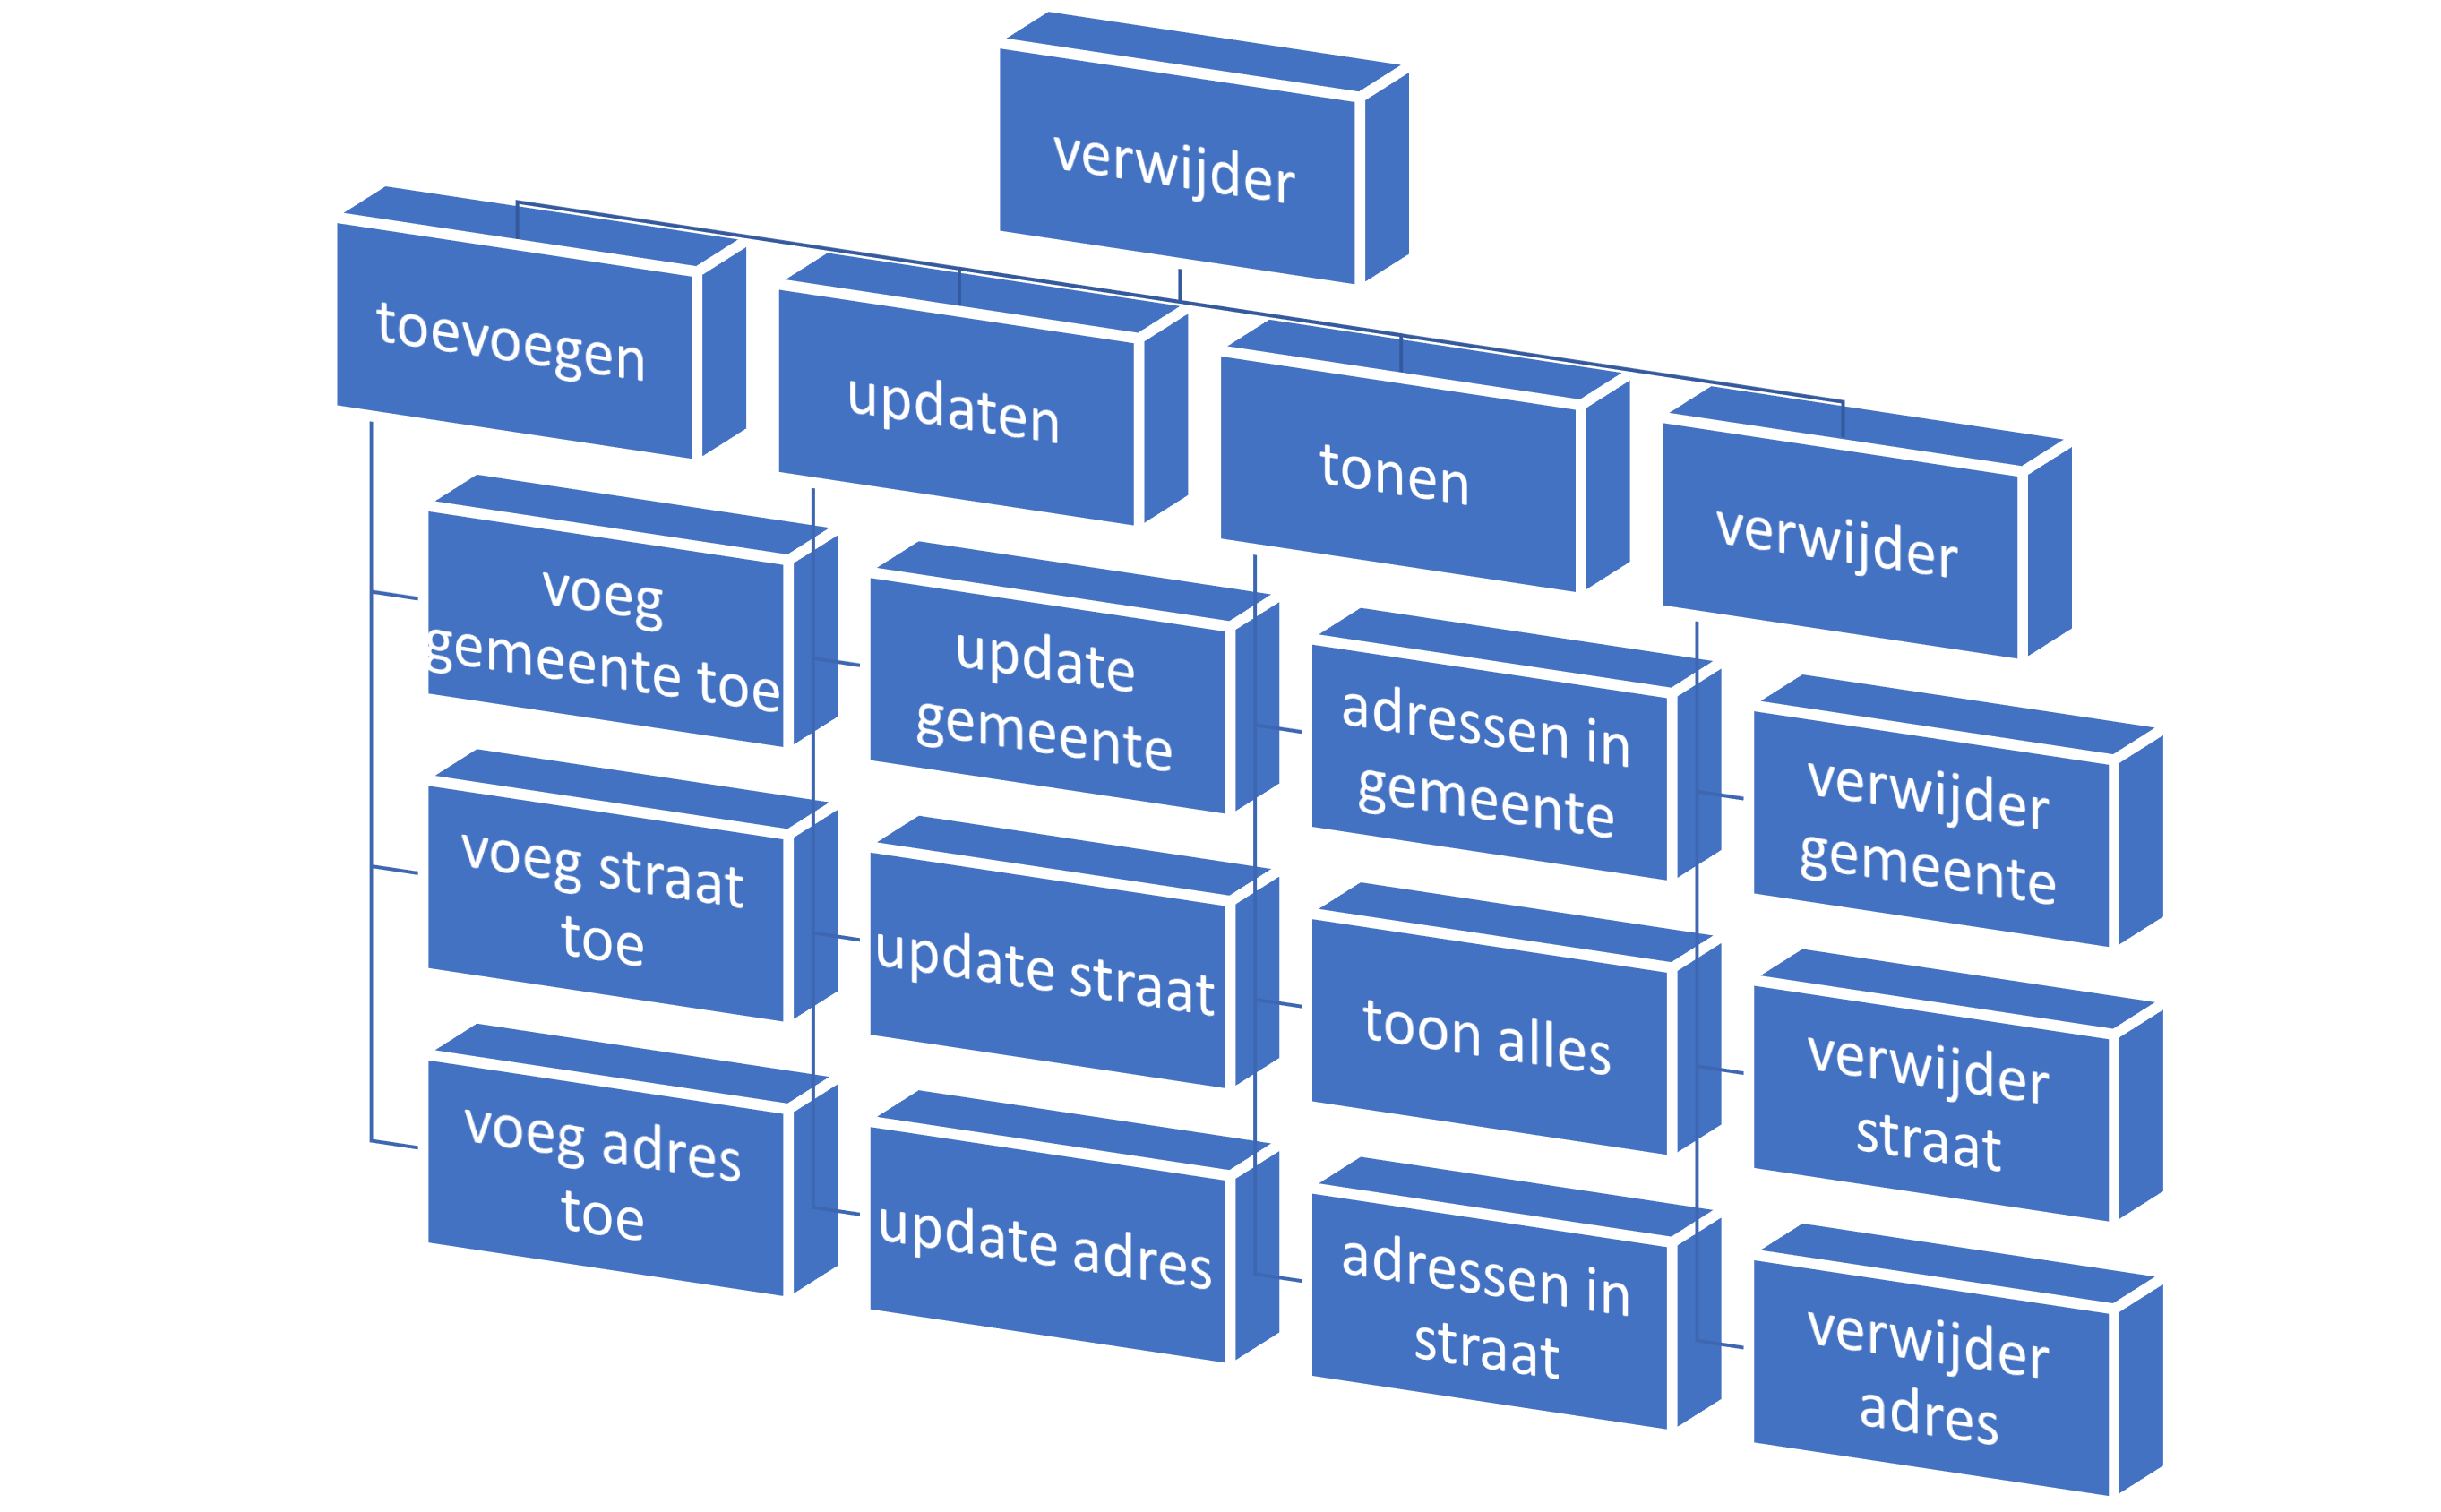 verwijder
toevoegen
updaten
tonen
verwijder
voeg
gemeente toe
voeg straat
toe
voeg adres
toe
update
gemeente
update straat
update adres
adressen in
gemeente
toon alles
adressen in
straat
verwijder
gemeente
verwijder
straat
verwijder
adres